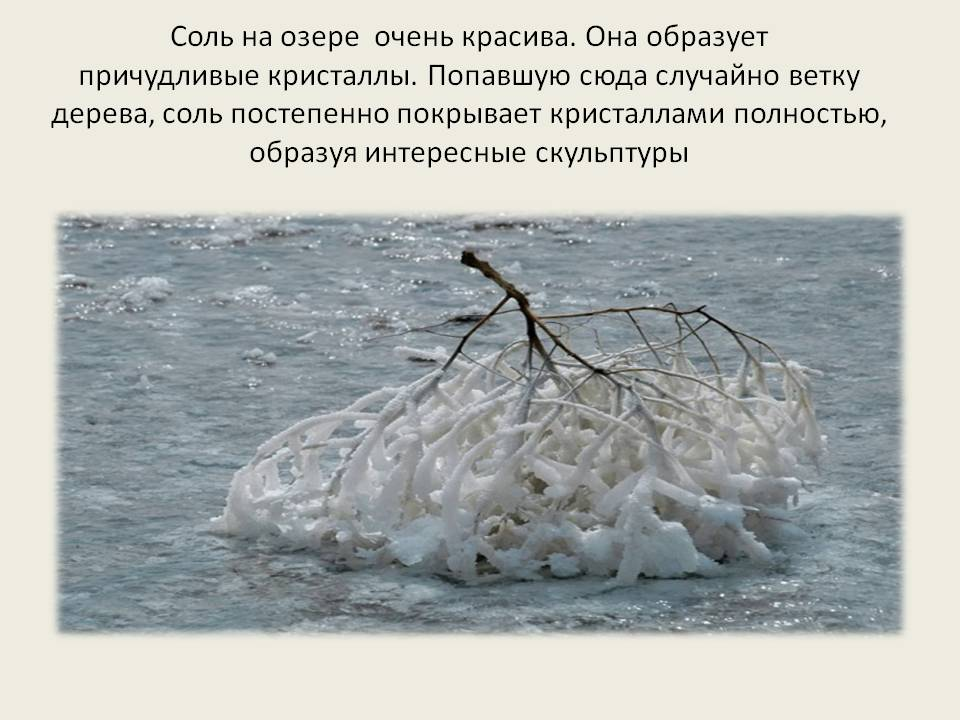 Соль на озере  очень красива. Она образует
причудливые кристаллы. Попавшую сюда случайно ветку
дерева, соль постепенно покрывает кристаллами полностью,
образуя интересные скульптуры